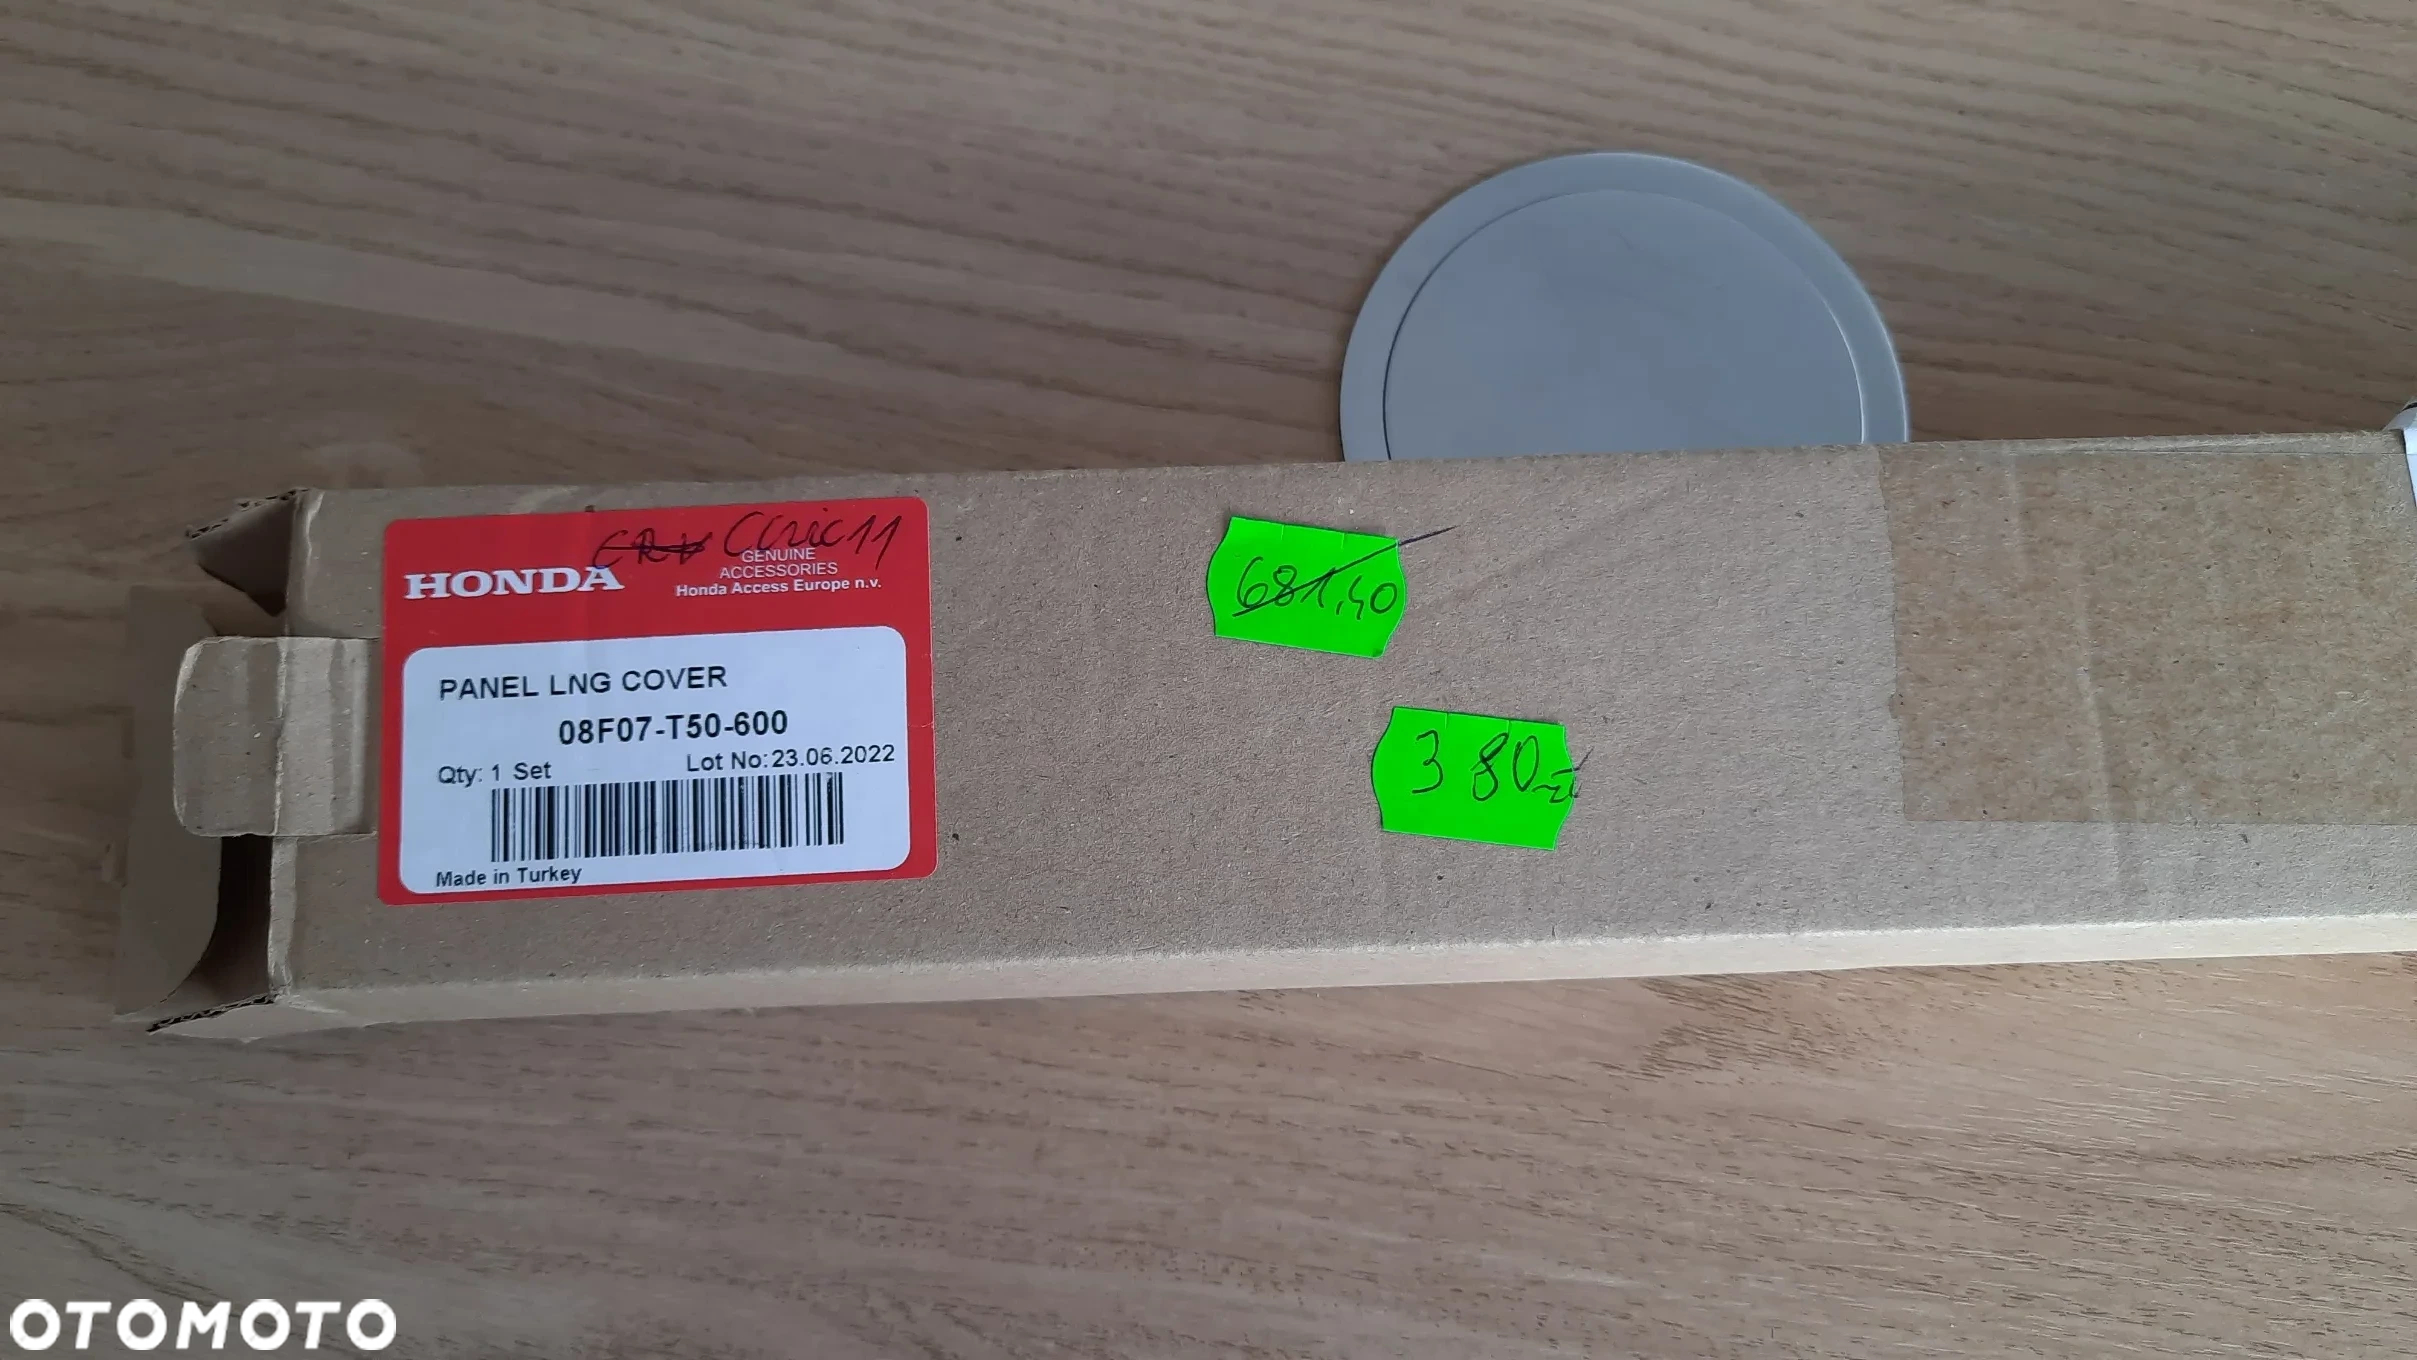 CRV Civic 11
HONDA
GENUINE
ACCESSORIES
Honda Access Europe n.v.
PANEL LNG COVER
08F07-T50-600
Qty: 1 Set
Lot No: 23.06.2022
Made in Turkey
681,40
380 zł
OTOMOTO